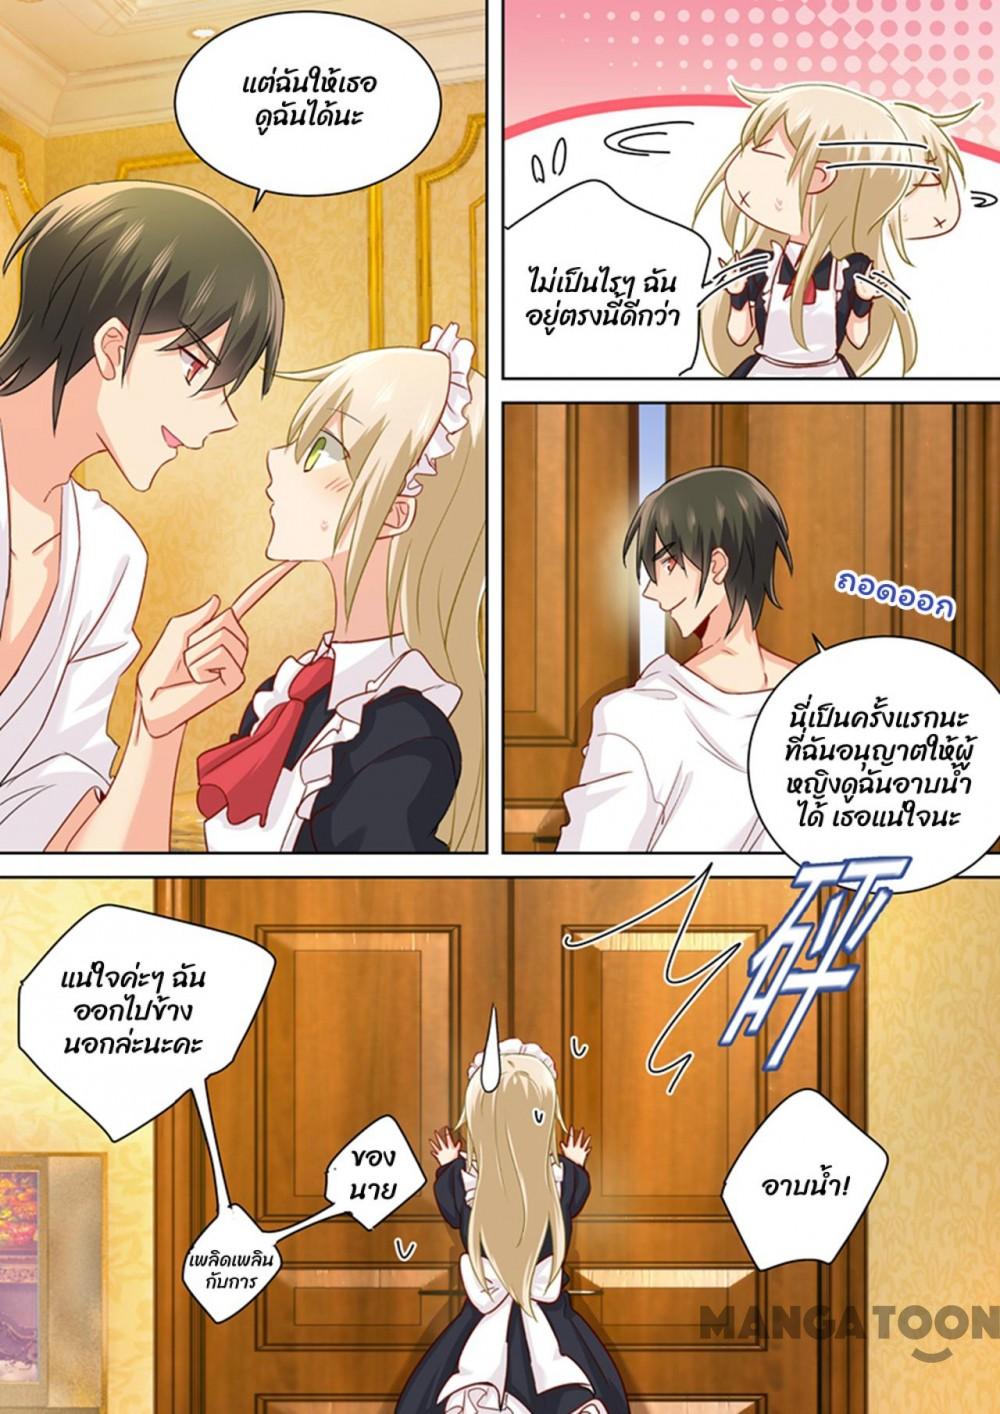 แต่ฉันให้เธอ
ดูฉันได้นะ
ไม่เป็นไรๆ ฉัน
อยู่ตรงนี้ดีกว่า
ถอดออก
นี่เป็นครั้งแรกนะ
ที่ฉันอนุญาตให้ผู้
หญิงดูฉันอาบน้ำ
ได้ เธอแน่ใจนะ
砰
แน่ใจค่ะๆ ฉัน
ออกไปข้าง
นอกล่ะนะคะ
เพลิดเพลิน
กับการ
ของ
นาย
อาบน้ำ!
MANGATOON